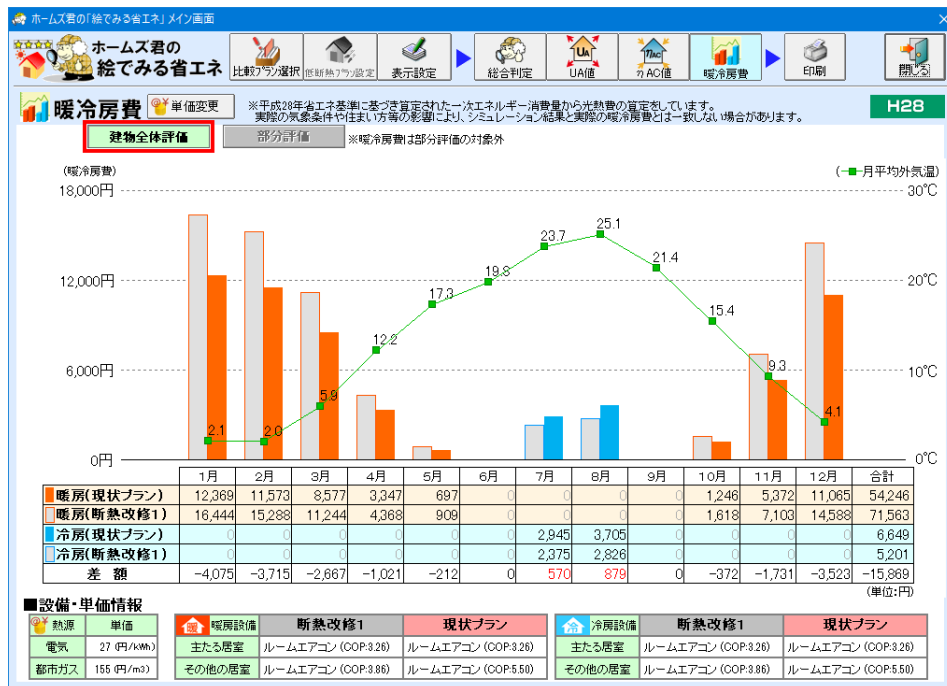 ホームズ君の「絵でみる省エネ」 メイン画面
ホームズ君の
絵でみる省エネ
比較プラン選択 低断熱プラン設定 表示設定 総合判定 UA UA値 ηAC ηAC値 暖冷房費 印刷 閉じる
暖冷房費 単価変更 ※平成28年省エネ基準に基づき算定された一次エネルギー消費量から光熱費の算定をしています。
実際の気象条件や住まい方等の影響により、シミュレーション結果と実際の暖冷房費とは一致しない場合があります。
H28
建物全体評価 部分評価 ※暖冷房費は部分評価の対象外
(暖冷房費) (月平均外気温)
18,000円 30℃
12,000円 20℃
6,000円 10℃
0円 0℃
2.1 2.0 5.9 12.2 17.3 19.8 23.7 25.1 21.4 15.4 9.3 4.1
1月 2月 3月 4月 5月 6月 7月 8月 9月 10月 11月 12月 合計
暖房(現状プラン) 12,369 11,573 8,577 3,347 697 0 0 0 0 1,246 5,372 11,065 54,246
暖房(断熱改修1) 16,444 15,288 11,244 4,368 909 0 0 0 0 1,618 7,103 14,588 71,563
冷房(現状プラン) 0 0 0 0 0 0 2,945 3,705 0 0 0 0 6,649
冷房(断熱改修1) 0 0 0 0 0 0 2,375 2,826 0 0 0 0 5,201
差 額 -4,075 -3,715 -2,667 -1,021 -212 0 570 879 0 -372 -1,731 -3,523 -15,869
(単位:円)
■設備・単価情報
熱源 単価
電気 27 (円/kWh)
都市ガス 155 (円/m3)
暖 暖房設備 断熱改修1 現状プラン
主たる居室 ルームエアコン (COP:3.26) ルームエアコン (COP:3.26)
その他の居室 ルームエアコン (COP:3.86) ルームエアコン (COP:5.50)
冷 冷房設備 断熱改修1 現状プラン
主たる居室 ルームエアコン (COP:3.26) ルームエアコン (COP:3.26)
その他の居室 ルームエアコン (COP:3.86) ルームエアコン (COP:5.50)